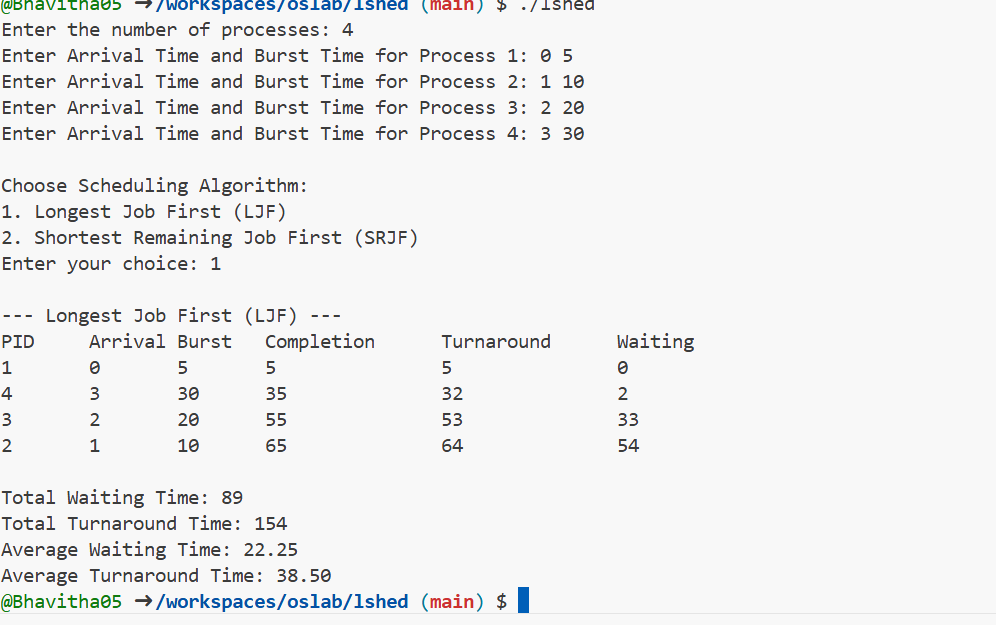 @Bhavitha05 ➜/workspaces/oslab/lshed (main) $ ./lshed
Enter the number of processes: 4
Enter Arrival Time and Burst Time for Process 1: 0 5
Enter Arrival Time and Burst Time for Process 2: 1 10
Enter Arrival Time and Burst Time for Process 3: 2 20
Enter Arrival Time and Burst Time for Process 4: 3 30
Choose Scheduling Algorithm:
1. Longest Job First (LJF)
2. Shortest Remaining Job First (SRJF)
Enter your choice: 1
--- Longest Job First (LJF) ---
PID Arrival Burst Completion Turnaround Waiting
1 0 5 5 5 0
4 3 30 35 32 2
3 2 20 55 53 33
2 1 10 65 64 54
Total Waiting Time: 89
Total Turnaround Time: 154
Average Waiting Time: 22.25
Average Turnaround Time: 38.50
@Bhavitha05 ➜/workspaces/oslab/lshed (main) $